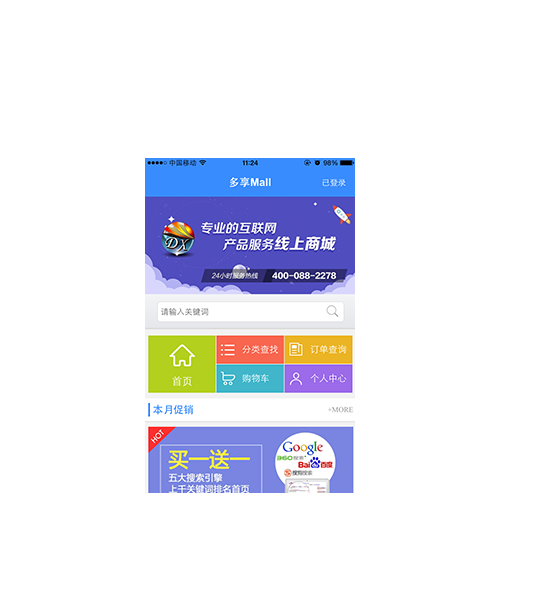 中国移动 11:24 98%
多享Mall 已登录
专业的互联网
DX 产品服务线上商城
24小时服务热线 400-088-2278
请输入关键词
分类查找 订单查询
首页 购物车 个人中心
本月促销 +MORE
HOT
买一送一
五大搜索引擎
上千关键词排名首页
Google
360搜索
Bai百度
搜狗搜索